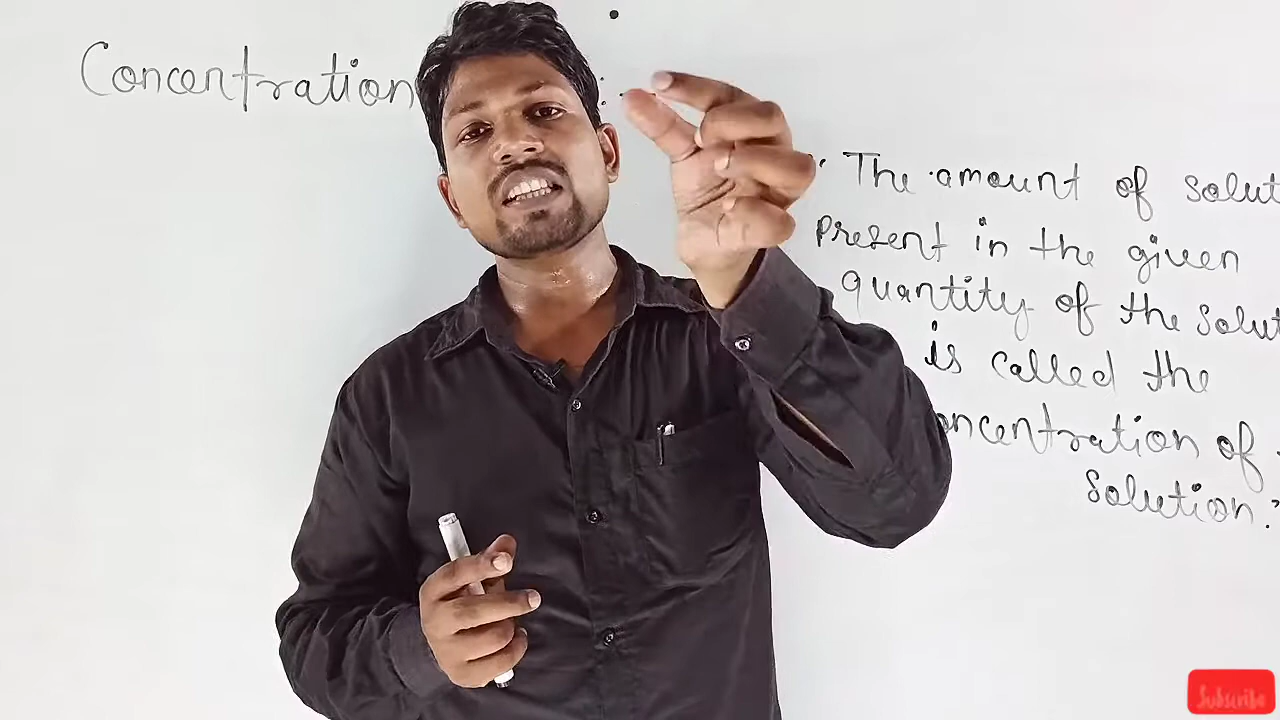 Concentration :
" The amount of solut
present in the given
quantity of the solut
is called the
oncentration of
solution."
Subscribe